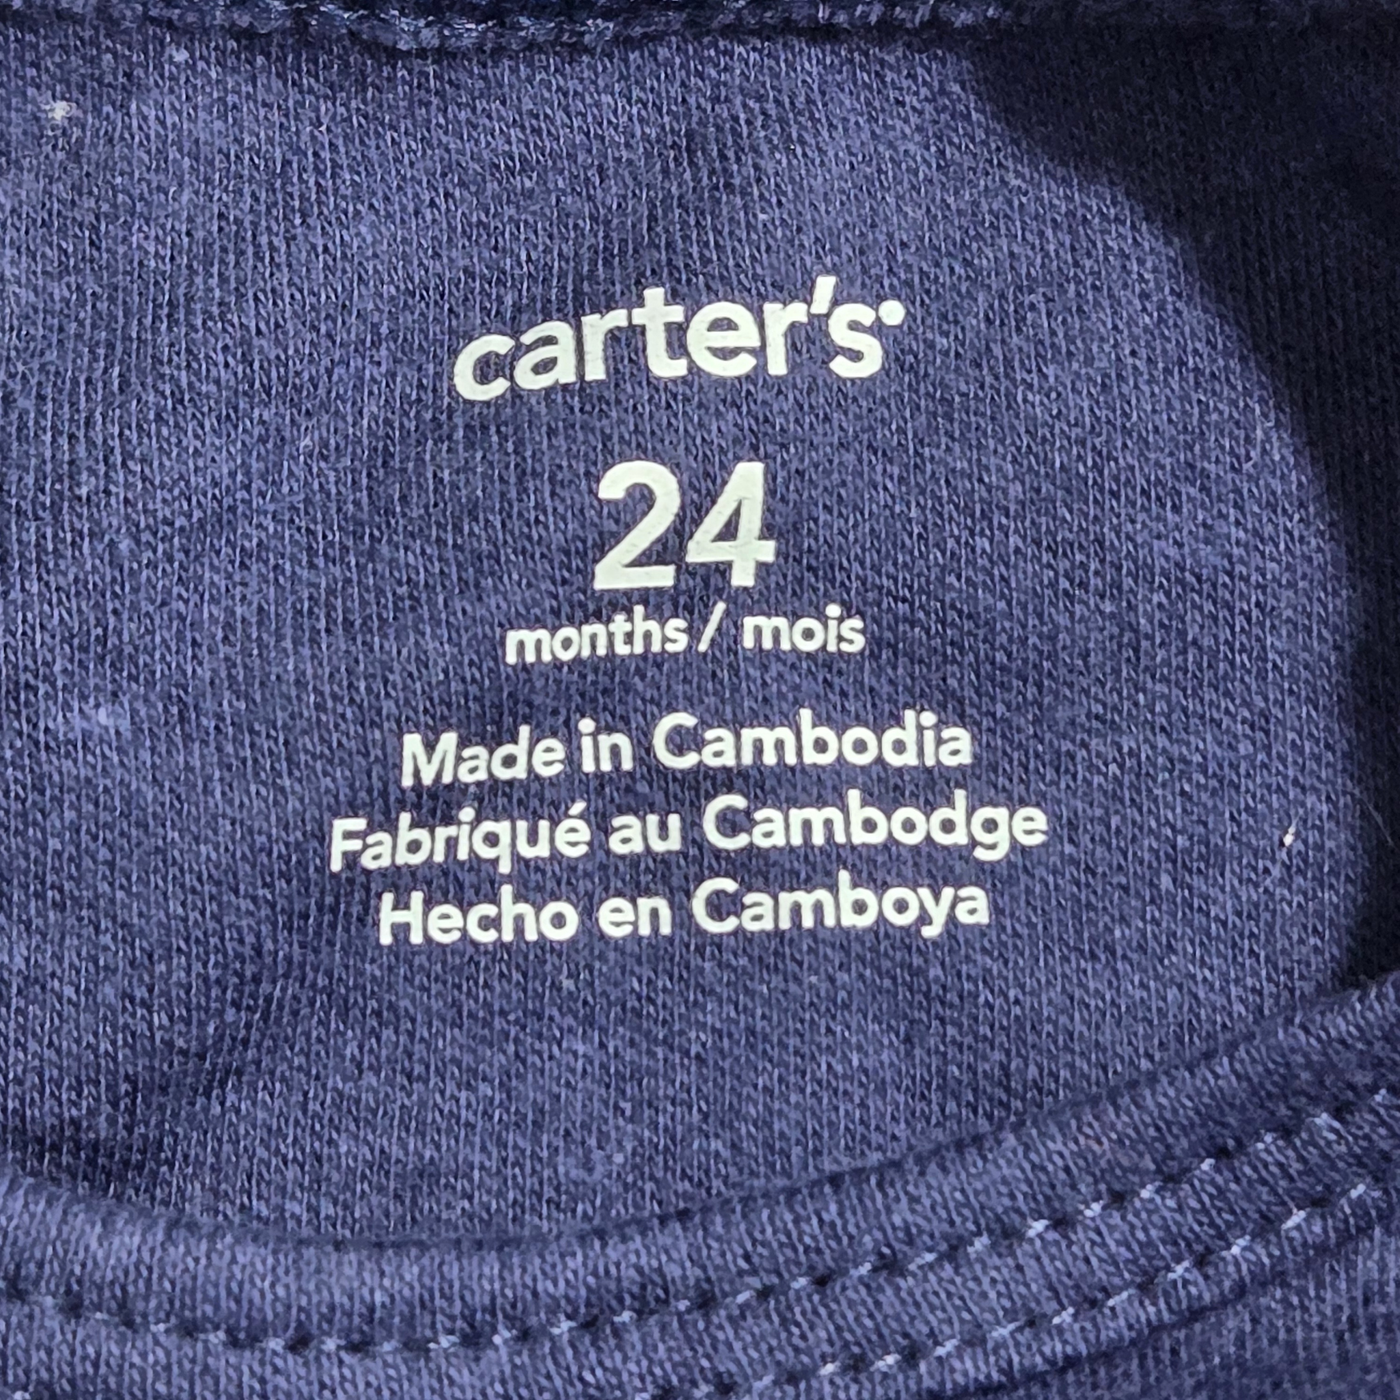 carter's
24
months / mois
Made in Cambodia
Fabriqué au Cambodge
Hecho en Camboya